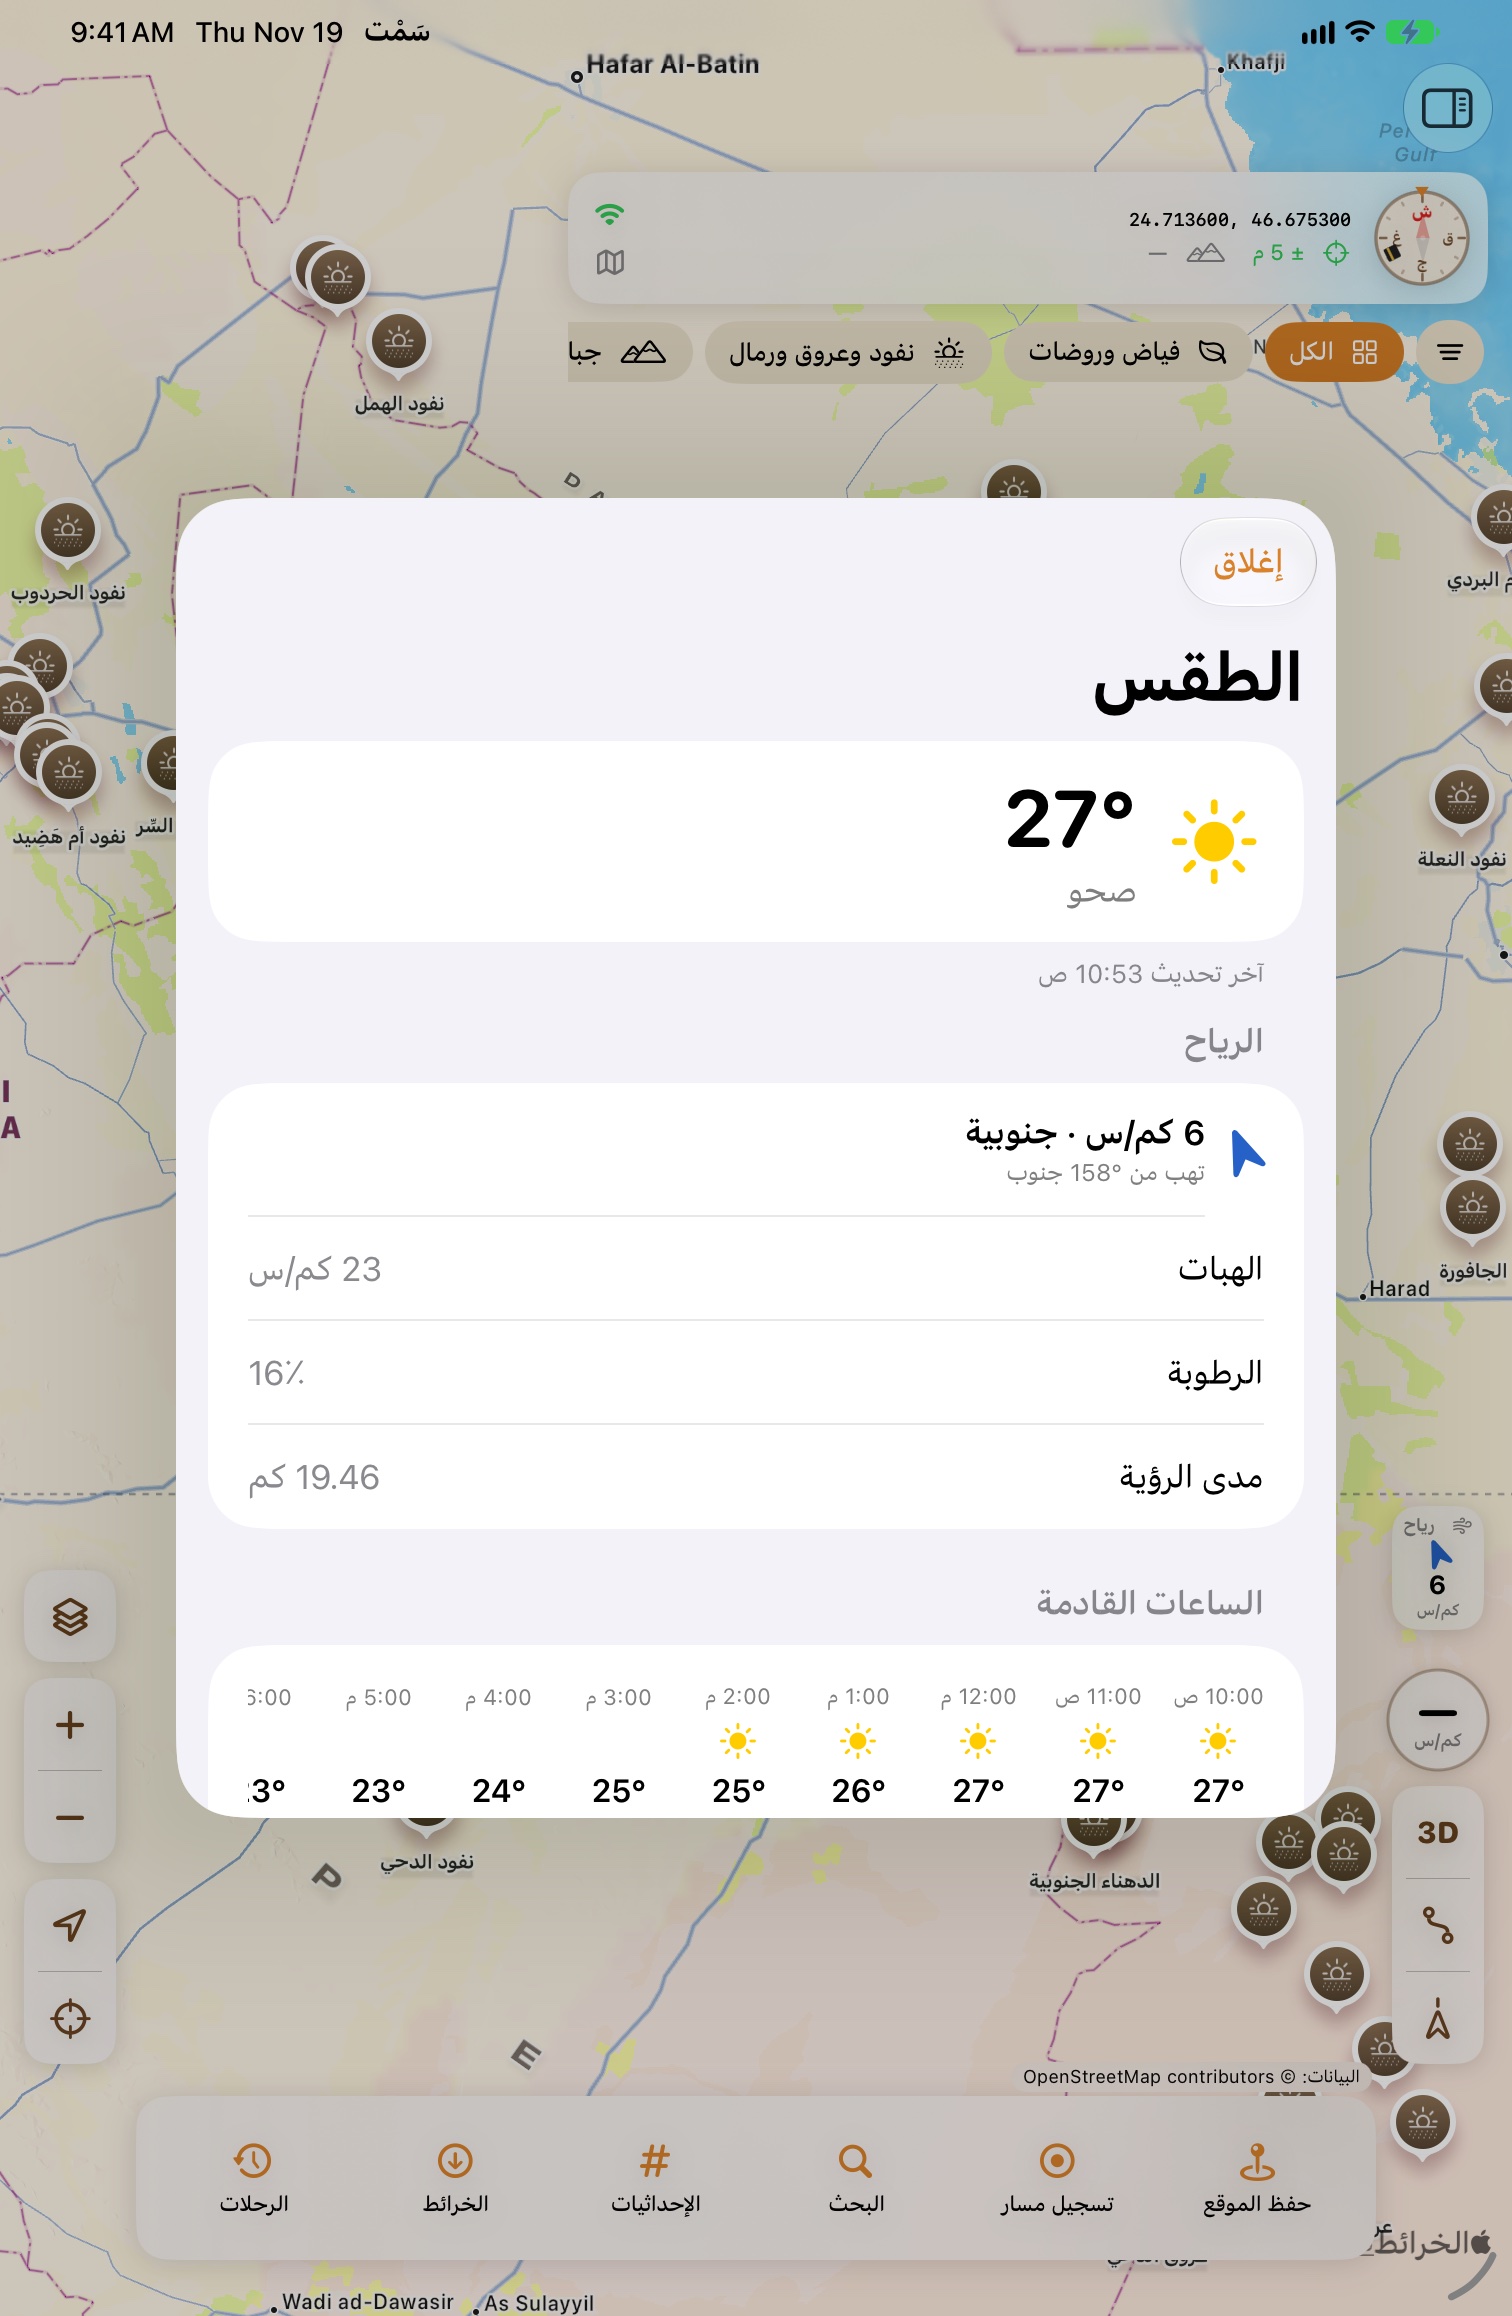 9:41 AM Thu Nov 19 سَمْت
Hafar Al-Batin
Khafji
Gulf
24.713600, 46.675300
± 5 م —
ش
ق
غ
ج
الكل
فياض وروضات
نفود وعروق ورمال
جبا
N
نفود الهمل
D A
نفود الحردوب
م البردي
إغلاق
الطقس
27°
صحو
نفود أم هَضِيد
السِّر
نفود النعلة
آخر تحديث 10:53 ص
الرياح
6 كم/س · جنوبية
تهب من 158° جنوب
I
A
الهبات
23 كم/س
الجافورة
Harad
الرطوبة
16٪
مدى الرؤية
19.46 كم
رياح
6
كم/س
الساعات القادمة
10:00 ص
11:00 ص
12:00 م
1:00 م
2:00 م
3:00 م
4:00 م
5:00 م
6:00
27°
27°
27°
26°
25°
25°
24°
23°
23°
—
كم/س
3D
نفود الدحي
الدهناء الجنوبية
P
E
البيانات: © OpenStreetMap contributors
حفظ الموقع
تسجيل مسار
البحث
الإحداثيات
الخرائط
الرحلات
الخرائط
Wadi ad-Dawasir
As Sulayyil